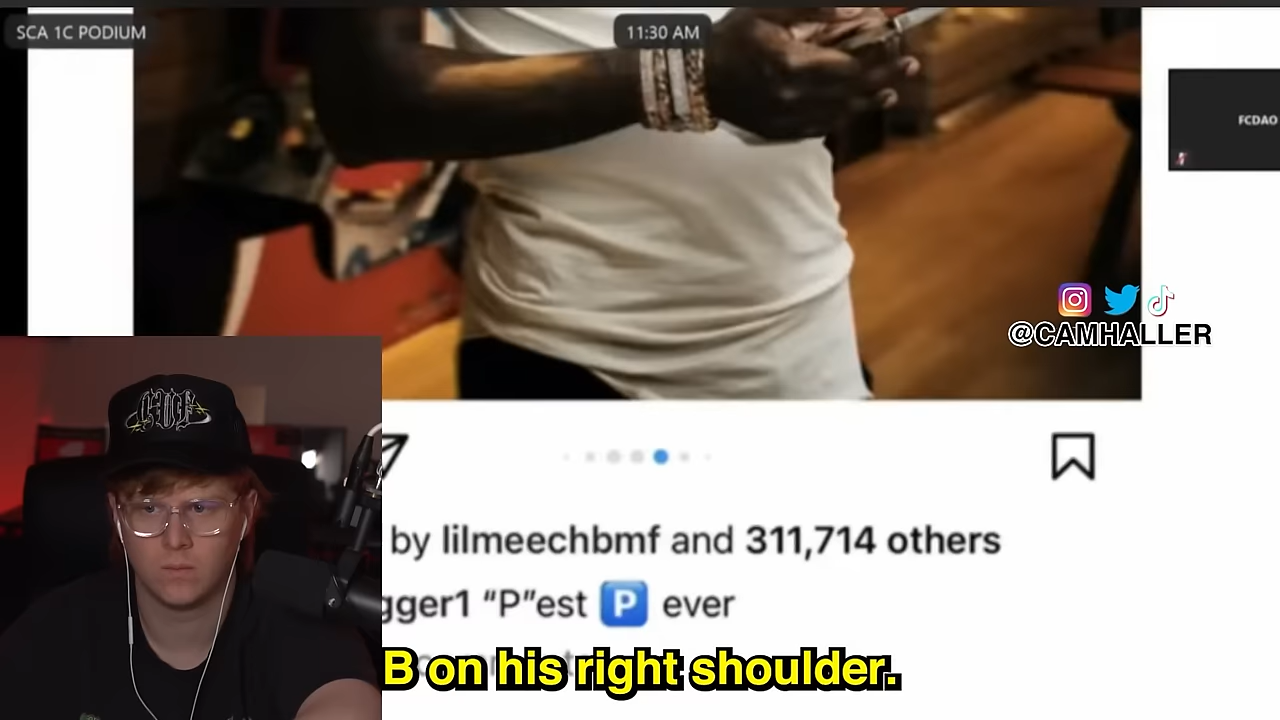 SCA 1C PODIUM
11:30 AM
FCDAO
@CAMHALLER
by lilmeechbmf and 311,714 others
gger1 “P”est 🅿️ ever
B on his right shoulder.